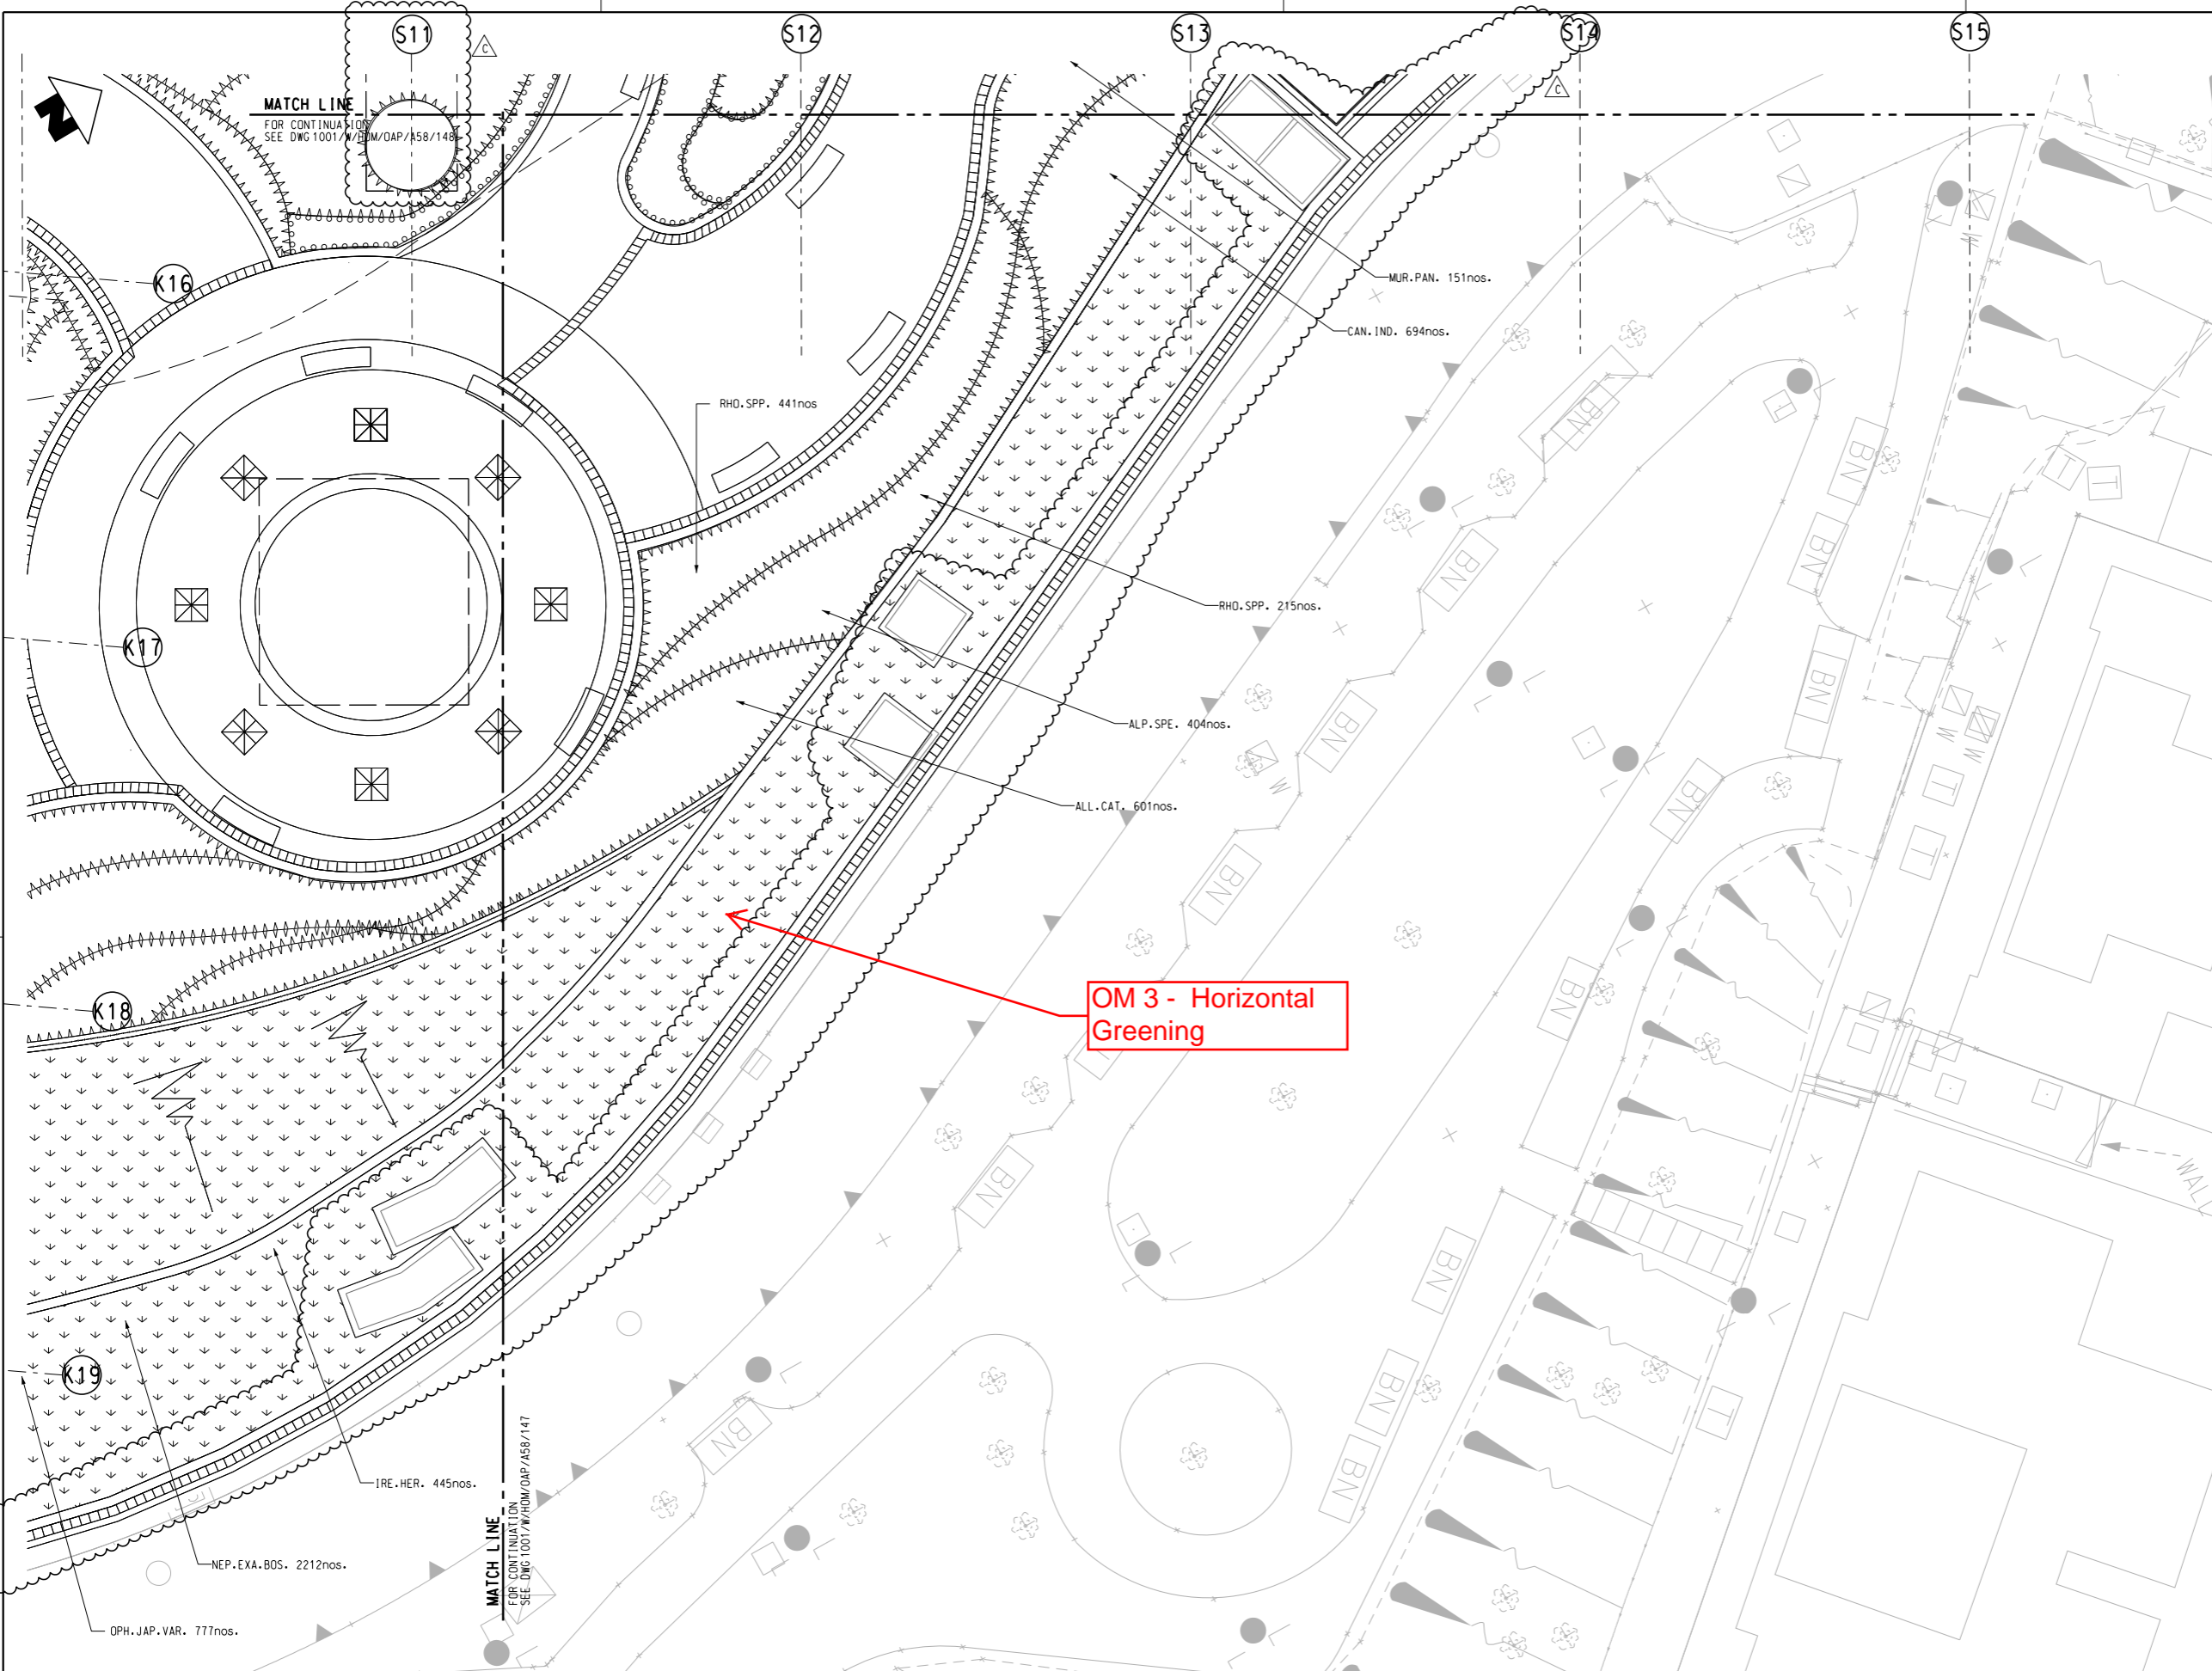 S11
S12
S13
S14
S15
C
C
N
MATCH LINE
FOR CONTINUATION
SEE DWG 1001/W/HOM/OAP/A58/148
K16
MUR.PAN. 151nos.
CAN.IND. 694nos.
RHO.SPP. 441nos
BN
BN
T
T
T
BN
BN
RHO.SPP. 215nos.
K17
BN
ALP.SPE. 404nos.
BN
W
W
W
T
ALL.CAT. 601nos.
BN
T
BN
OM 3 - Horizontal
Greening
K18
BN
WALL
BN
BN
K19
BN
T
BN
BN
IRE.HER. 445nos.
NEP.EXA.BOS. 2212nos.
OPH.JAP.VAR. 777nos.
MATCH LINE
FOR CONTINUATION
SEE DWG 1001/W/HOM/OAP/A58/147